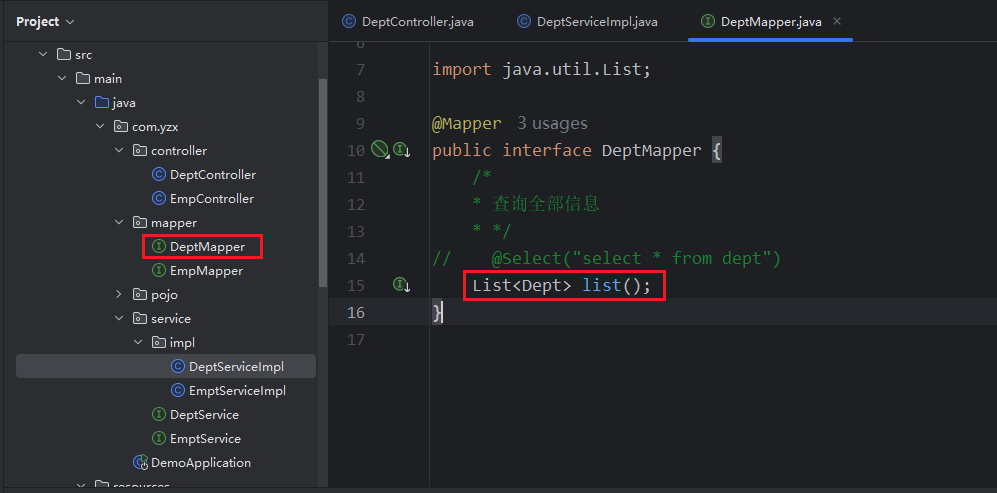 Project
src
main
java
com.yzx
controller
DeptController
EmpController
mapper
DeptMapper
EmpMapper
pojo
service
impl
DeptServiceImpl
EmptServiceImpl
DeptService
EmptService
DemoApplication
resources
DeptController.java
DeptServiceImpl.java
DeptMapper.java
6
7 import java.util.List;
8
9 @Mapper 3 usages
10 public interface DeptMapper {
11 /*
12 * 查询全部信息
13 * */
14 // @Select("select * from dept")
15 List<Dept> list();
16 }
17